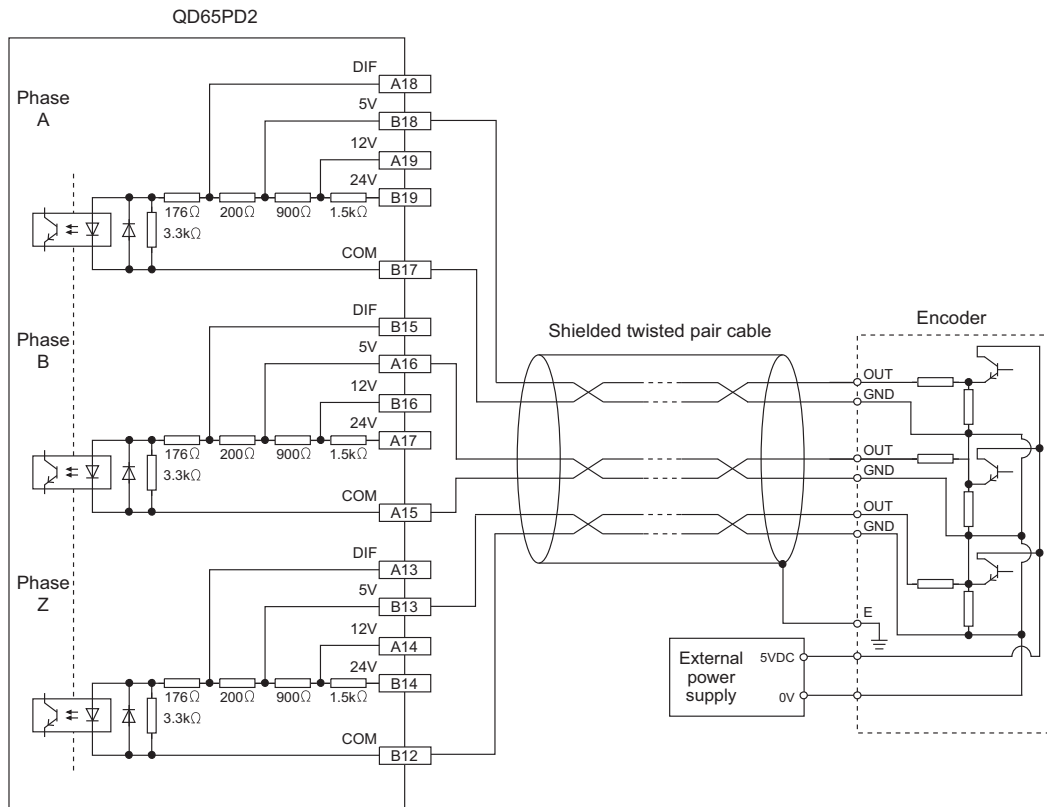 QD65PD2
Phase
A
DIF
A18
5V
B18
12V
A19
24V
B19
176Ω
200Ω
900Ω
1.5kΩ
3.3kΩ
COM
B17
Phase
B
DIF
B15
5V
A16
12V
B16
24V
A17
176Ω
200Ω
900Ω
1.5kΩ
3.3kΩ
COM
A15
Phase
Z
DIF
A13
5V
B13
12V
A14
24V
B14
176Ω
200Ω
900Ω
1.5kΩ
3.3kΩ
COM
B12
Shielded twisted pair cable
Encoder
OUT
GND
OUT
GND
OUT
GND
E
External
power
supply
5VDC
0V